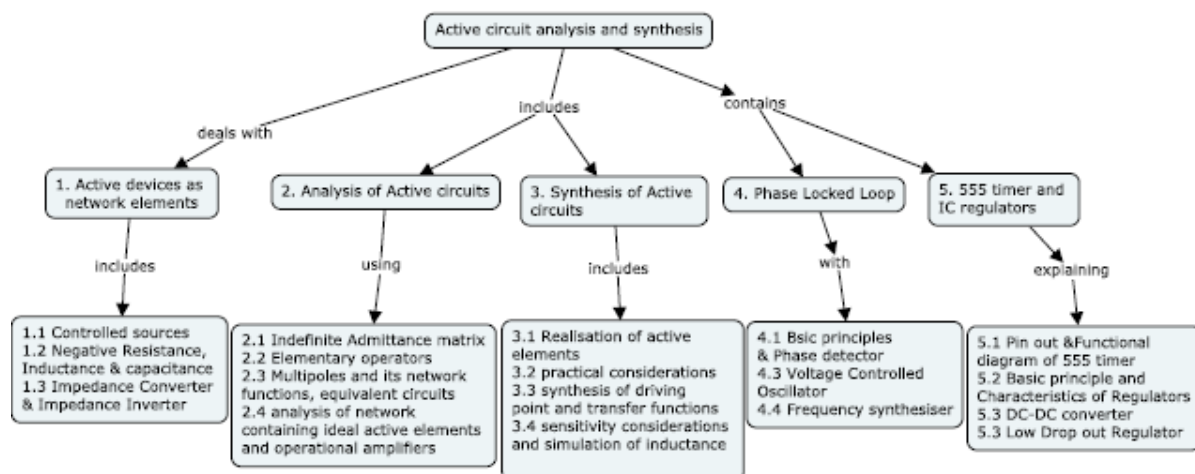 Active circuit analysis and synthesis
deals with
includes
contains
1. Active devices as
network elements
2. Analysis of Active circuits
3. Synthesis of Active
circuits
4. Phase Locked Loop
5. 555 timer and
IC regulators
includes
using
includes
with
explaining
1.1 Controlled sources
1.2 Negative Resistance,
Inductance & capacitance
1.3 Impedance Converter
& Impedance Inverter
2.1 Indefinite Admittance matrix
2.2 Elementary operators
2.3 Multipoles and its network
functions, equivalent circuits
2.4 analysis of network
containing ideal active elements
and operational amplifiers
3.1 Realisation of active
elements
3.2 practical considerations
3.3 synthesis of driving
point and transfer functions
3.4 sensitivity considerations
and simulation of inductance
4.1 Bsic principles
& Phase detector
4.3 Voltage Controlled
Oscillator
4.4 Frequency synthesiser
5.1 Pin out &Functional
diagram of 555 timer
5.2 Basic principle and
Characteristics of Regulators
5.3 DC-DC converter
5.3 Low Drop out Regulator